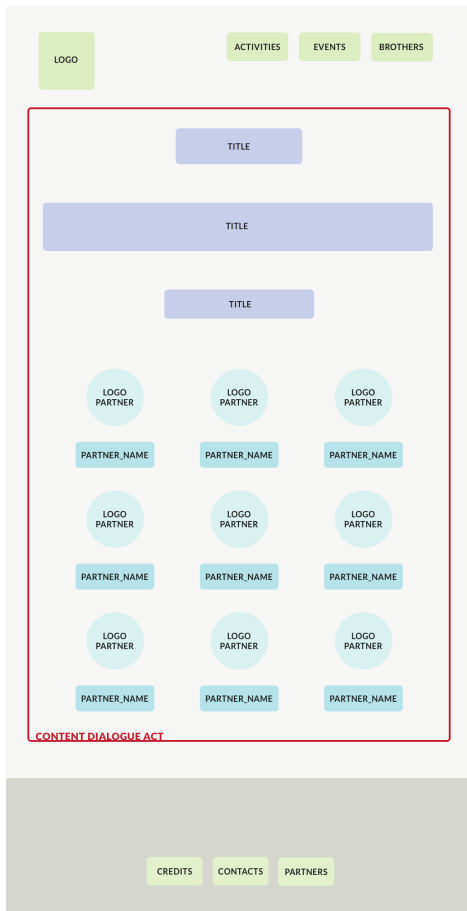 LOGO
ACTIVITIES EVENTS BROTHERS
TITLE
TITLE
TITLE
LOGO PARTNER
LOGO PARTNER
LOGO PARTNER
PARTNER_NAME PARTNER_NAME PARTNER_NAME
LOGO PARTNER
LOGO PARTNER
LOGO PARTNER
PARTNER_NAME PARTNER_NAME PARTNER_NAME
LOGO PARTNER
LOGO PARTNER
LOGO PARTNER
PARTNER_NAME PARTNER_NAME PARTNER_NAME
CONTENT DIALOGUE ACT
CREDITS CONTACTS PARTNERS